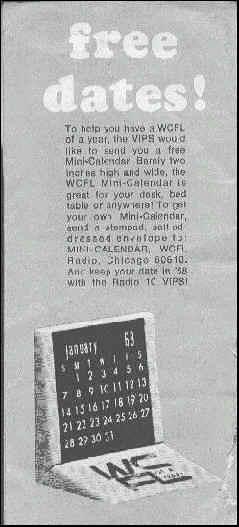 free
dates!
To help you have a WCFL
of a year, the VIPS would
like to send you a free
Mini-Calendar. Barely two
inches high and wide, the
WCFL Mini-Calendar is
great for your desk, bed
table or anywhere! To get
your own Mini-Calendar,
send a stamped, self ad-
dressed envelope to:
MINI-CALENDAR, WCFL
Radio, Chicago 60610.
And keep your date in '68
with the Radio 10 VIPS!
January 68
S M T W T F S
1 2 3 4 5 6
7 8 9 10 11 12 13
14 15 16 17 18 19 20
21 22 23 24 25 26 27
28 29 30 31
WCFL